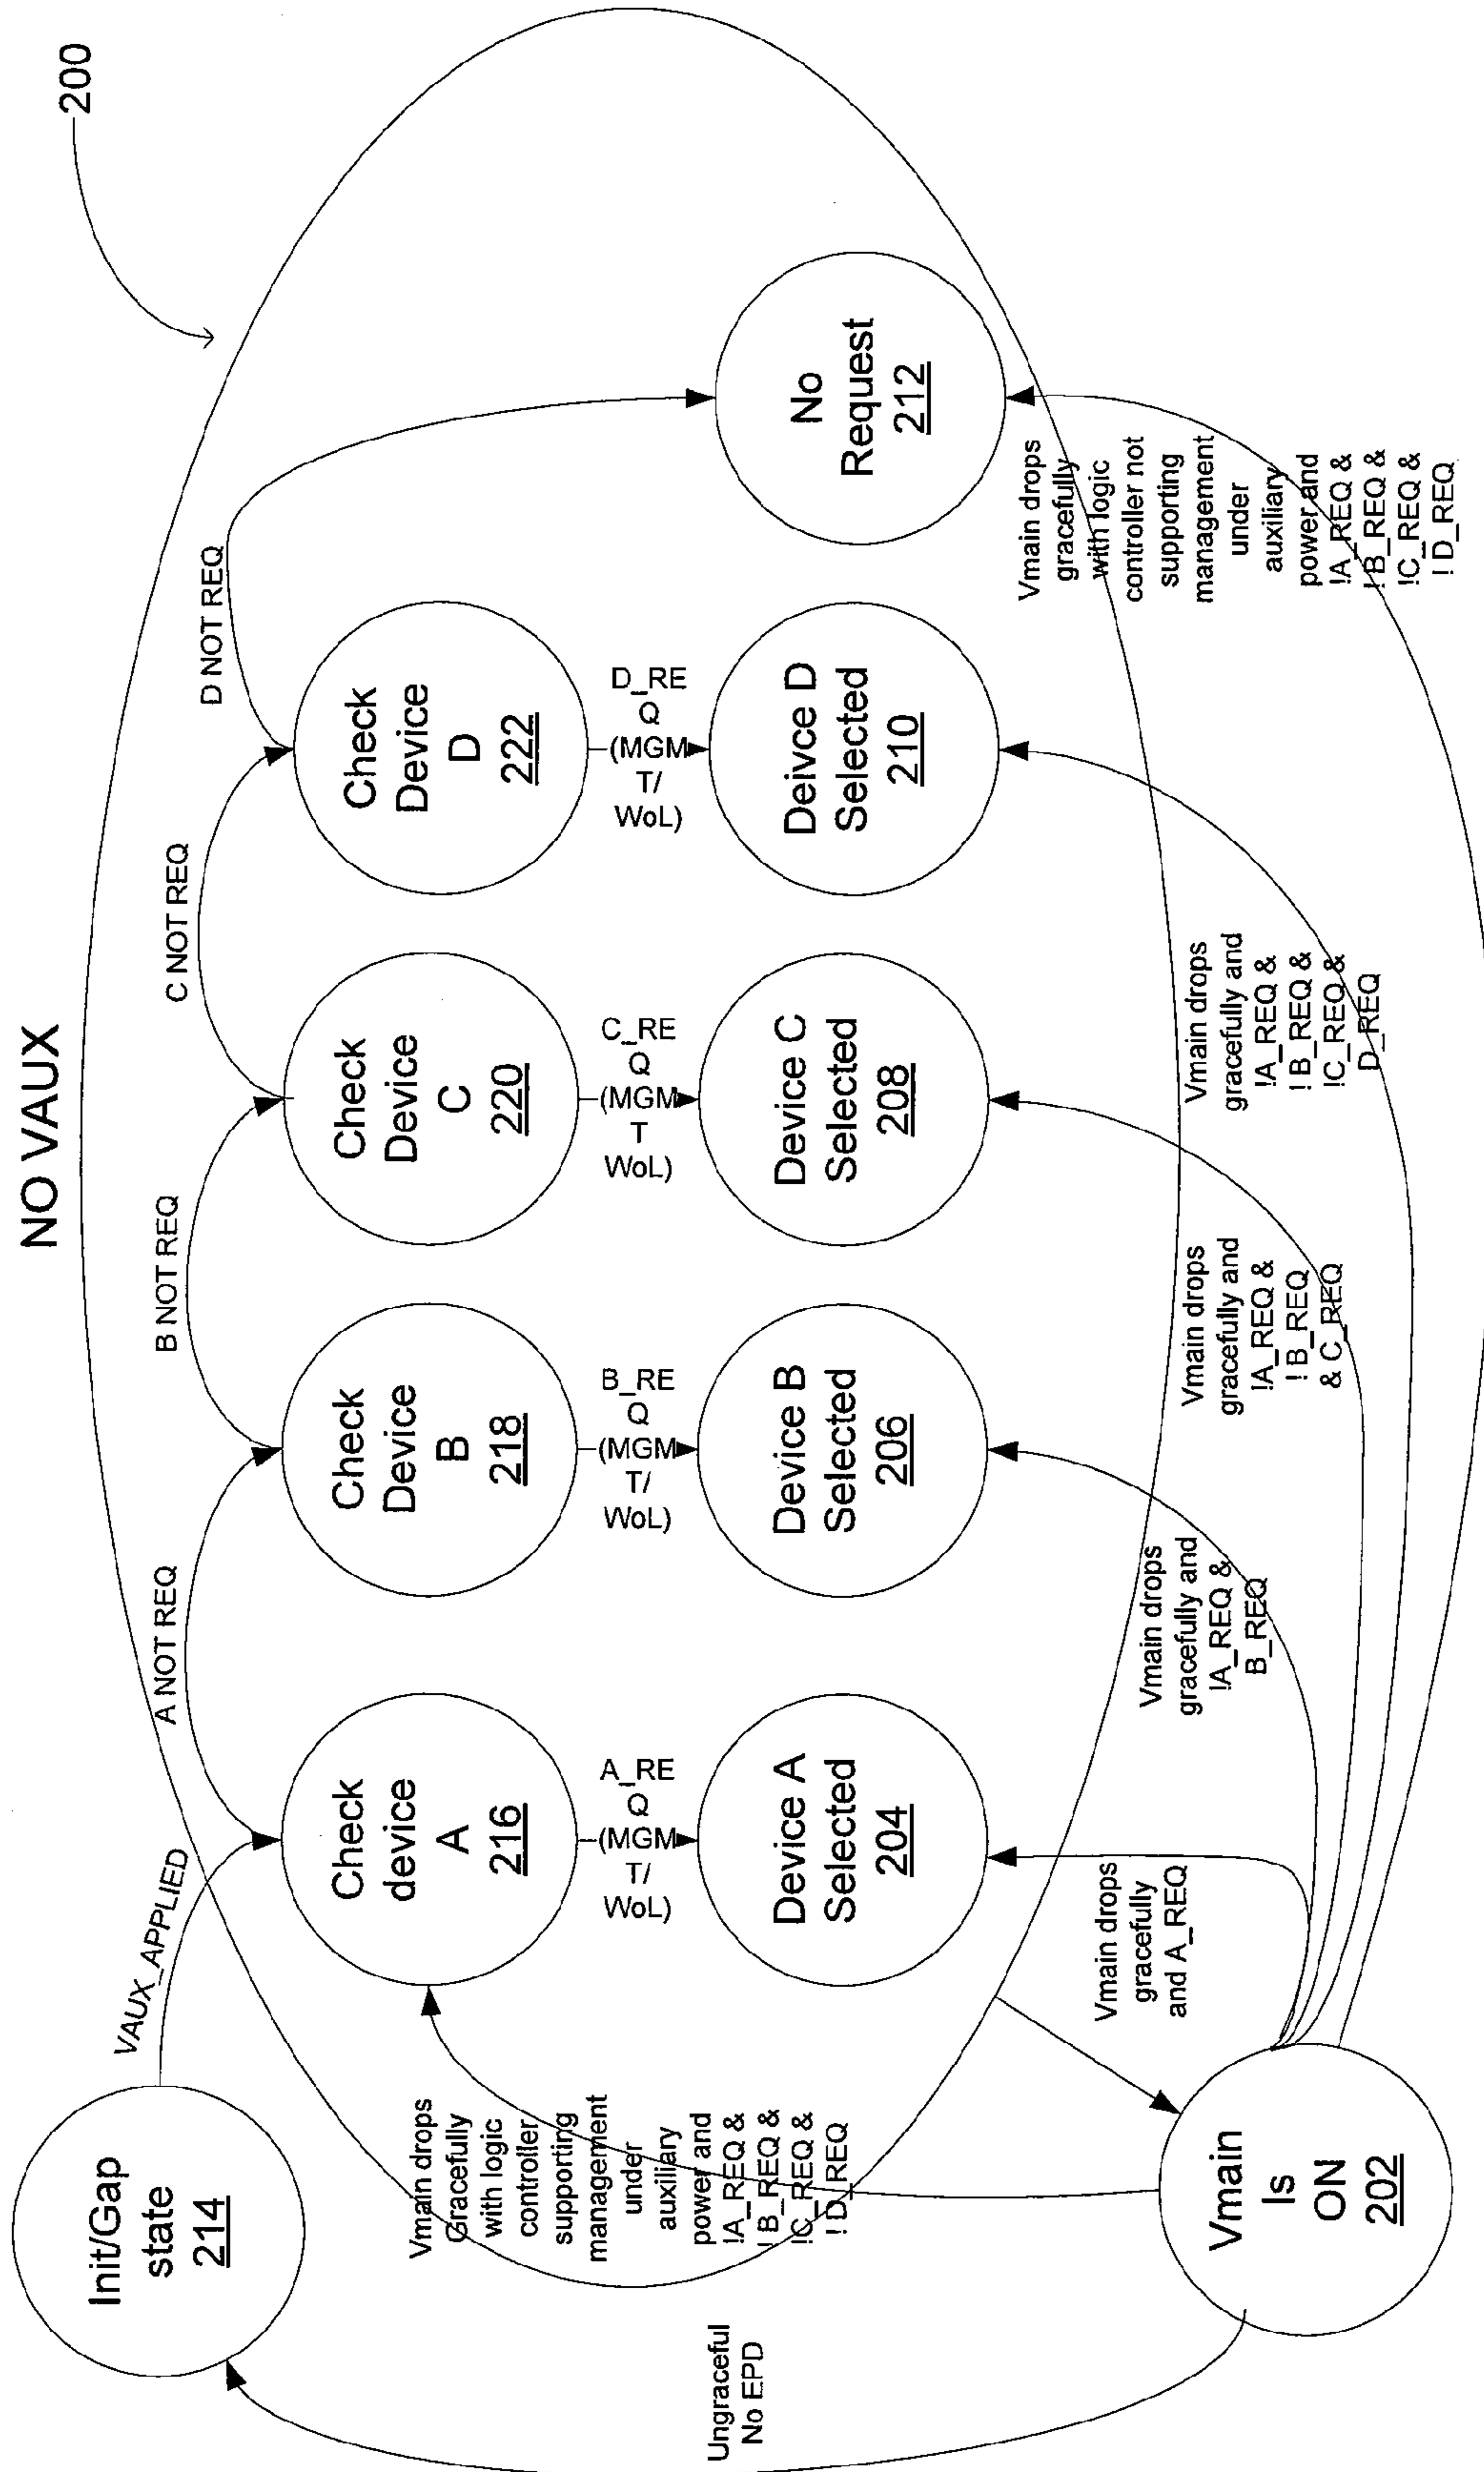 NO VAUX
200
Init/Gap
state
214
VAUX_APPLIED
A NOT REQ
B NOT REQ
C NOT REQ
D NOT REQ
Check
device
A
216
Check
Device
B
218
Check
Device
C
220
Check
Device
D
222
A_RE
Q
(MGM
T/
WoL)
B_RE
Q
(MGM
T/
WoL)
C_RE
Q
(MGM
T
WoL)
D_RE
Q
(MGM
T/
WoL)
Device A
Selected
204
Device B
Selected
206
Device C
Selected
208
Deivce D
Selected
210
No
Request
212
Vmain drops
Gracefully
with logic
controller
supporting
management
under
auxiliary
power and
!A_REQ &
! B_REQ &
!C_REQ &
! D_REQ
Ungraceful
No EPD
Vmain
Is
ON
202
Vmain drops
gracefully
and A_REQ
Vmain drops
gracefully and
!A_REQ &
B_REQ
Vmain drops
gracefully and
!A_REQ &
! B_REQ
& C_REQ
Vmain drops
gracefully and
!A_REQ &
! B_REQ &
!C_REQ &
D_REQ
Vmain drops
gracefully
with logic
controller not
supporting
management
under
auxiliary
power and
!A_REQ &
! B_REQ &
!C_REQ &
! D_REQ